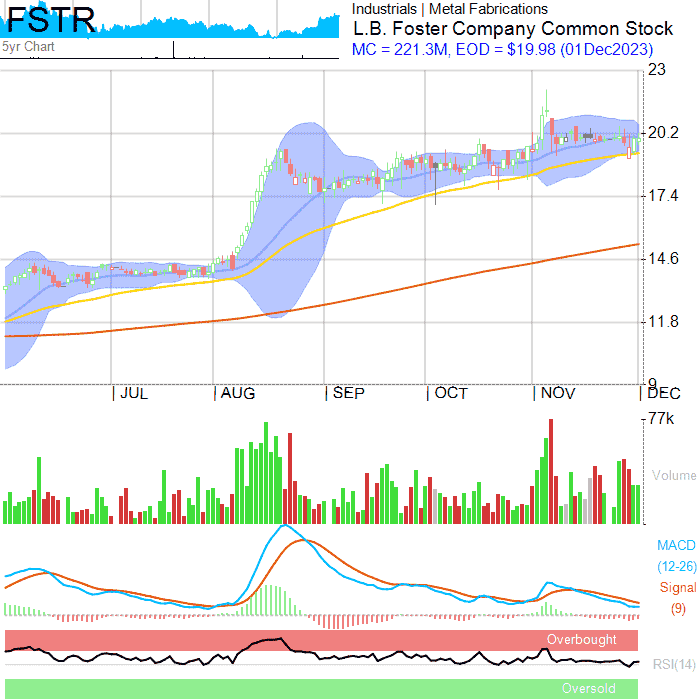 FSTR
5yr Chart
Industrials | Metal Fabrications
L.B. Foster Company Common Stock
MC = 221.3M, EOD = $19.98 (01Dec2023)
23
20.2
17.4
14.6
11.8
9
JUL
AUG
SEP
OCT
NOV
DEC
77k
Volume
MACD
(12-26)
Signal
(9)
Overbought
RSI(14)
Oversold